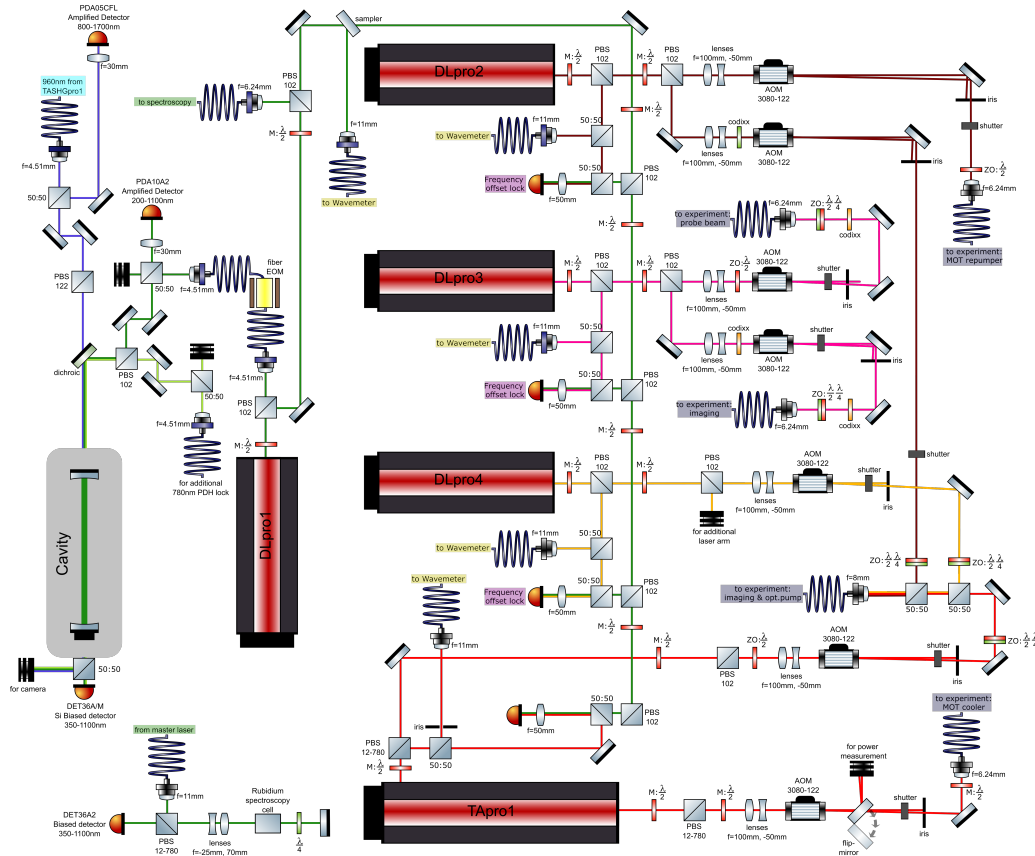 PDA05CFL
Amplified Detector
800-1700nm
f=30mm
960nm from
TASHGpro1
f=4.51mm
50:50
PBS
122
PDA10A2
Amplified Detector
200-1100nm
f=30mm
50:50
f=4.51mm
fiber
EOM
f=4.51mm
dichroic
PBS
102
50:50
f=4.51mm
for additional
780nm PDH lock
PBS
102
M: λ/2
DLpro1
Cavity
50:50
for camera
DET36A/M
Si Biased detector
350-1100nm
to spectroscopy
f=6.24mm
PBS
102
M: λ/2
sampler
f=11mm
to Wavemeter
DLpro2
M: λ/2
PBS
102
M: λ/2
PBS
102
lenses
f=100mm, -50mm
AOM
3080-122
iris
shutter
ZO: λ/2
f=6.24mm
to experiment:
MOT repumper
M: λ/2
50:50
f=11mm
to Wavemeter
lenses
f=100mm, -50mm
codixx
AOM
3080-122
iris
Frequency
offset lock
f=50mm
50:50
PBS
102
M: λ/2
to experiment:
probe beam
f=6.24mm
ZO: λ/2 λ/4
codixx
DLpro3
M: λ/2
PBS
102
M: λ/2
PBS
102
lenses
f=100mm, -50mm
ZO: λ/2
AOM
3080-122
shutter
iris
to Wavemeter
f=11mm
50:50
M: λ/2
lenses
f=100mm, -50mm
codixx
AOM
3080-122
shutter
iris
Frequency
offset lock
f=50mm
50:50
PBS
102
M: λ/2
to experiment:
imaging
f=6.24mm
ZO: λ/2 λ/4
codixx
shutter
DLpro4
M: λ/2
PBS
102
M: λ/2
PBS
102
for additional
laser arm
lenses
f=100mm, -50mm
AOM
3080-122
shutter
iris
to Wavemeter
f=11mm
50:50
M: λ/2
ZO: λ/2 λ/4
ZO: λ/2 λ/4
Frequency
offset lock
f=50mm
50:50
PBS
102
M: λ/2
to experiment:
imaging & opt.pump
f=8mm
50:50
50:50
to Wavemeter
f=11mm
M: λ/2
PBS
102
ZO: λ/2
lenses
f=100mm, -50mm
AOM
3080-122
shutter
iris
ZO: λ/2 λ/4
iris
f=50mm
50:50
PBS
102
PBS
12-780
50:50
M: λ/2
TApro1
M: λ/2
PBS
12-780
M: λ/2
lenses
f=100mm, -50mm
AOM
3080-122
for power
measurement
flip-
mirror
shutter
iris
M: λ/2
f=6.24mm
to experiment:
MOT cooler
from master laser
f=11mm
DET36A2
Biased detector
350-1100nm
PBS
12-780
lenses
f=-25mm, 70mm
Rubidium
spectroscopy
cell
λ/4